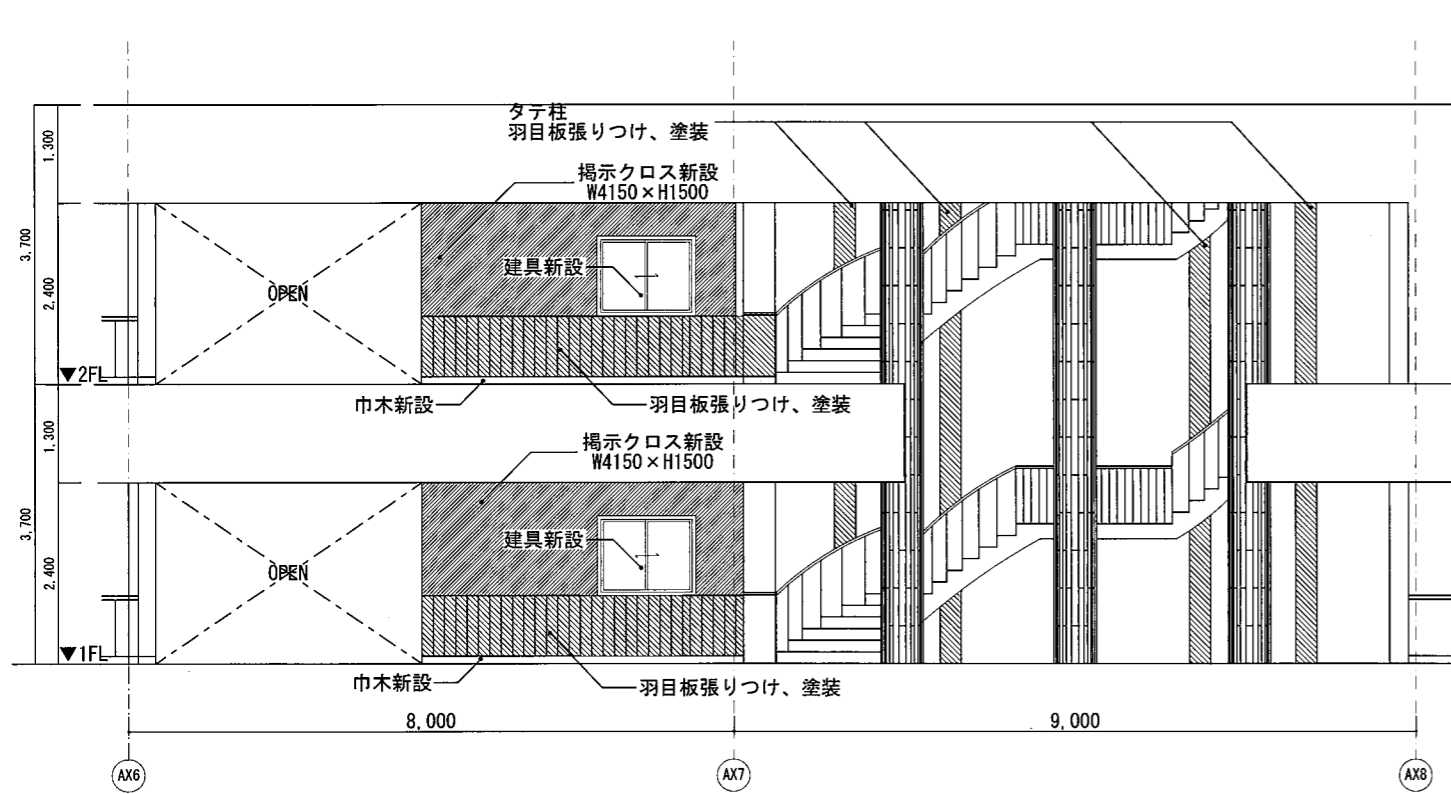 タテ柱
羽目板張りつけ、塗装
1,300
掲示クロス新設
W4150×H1500
3,700
建具新設
2,400
OPEN
▼2FL
巾木新設
羽目板張りつけ、塗装
1,300
掲示クロス新設
W4150×H1500
3,700
建具新設
2,400
OPEN
▼1FL
巾木新設
羽目板張りつけ、塗装
8,000
9,000
AX6
AX7
AX8